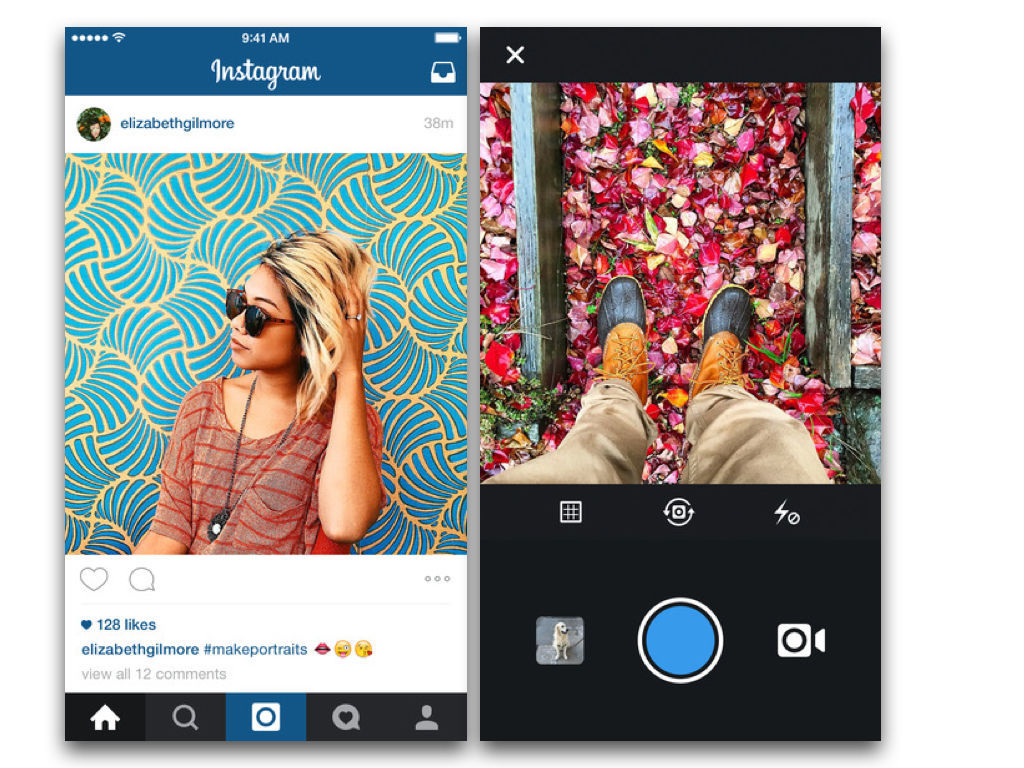 9:41 AM
Instagram
elizabethgilmore 38m
128 likes
elizabethgilmore #makeportraits 👄😜😘
view all 12 comments